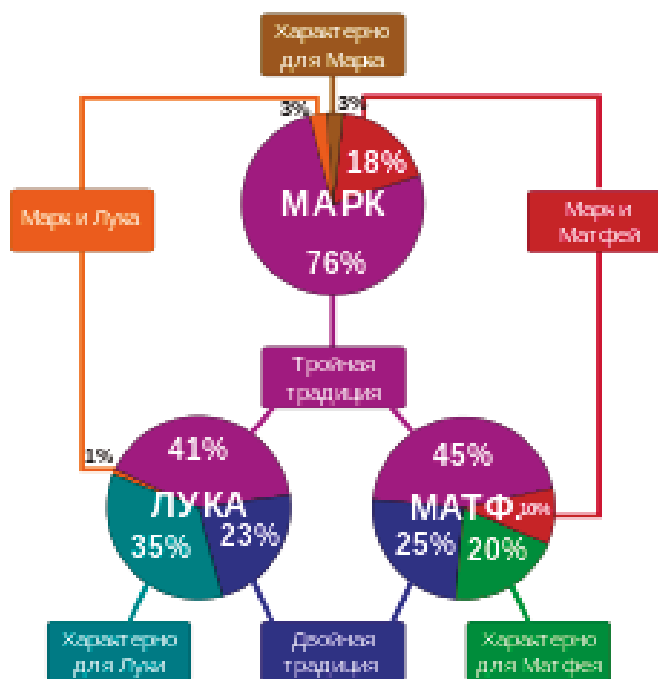 Характерно
для Марка
3%
3%
18%
МАРК
76%
Марк и Лука
Марк и
Матфей
Тройная
традиция
1%
41%
ЛУКА
35%
23%
45%
МАТФ.
10%
25%
20%
Характерно
для Луки
Двойная
традиция
Характерно
для Матфея